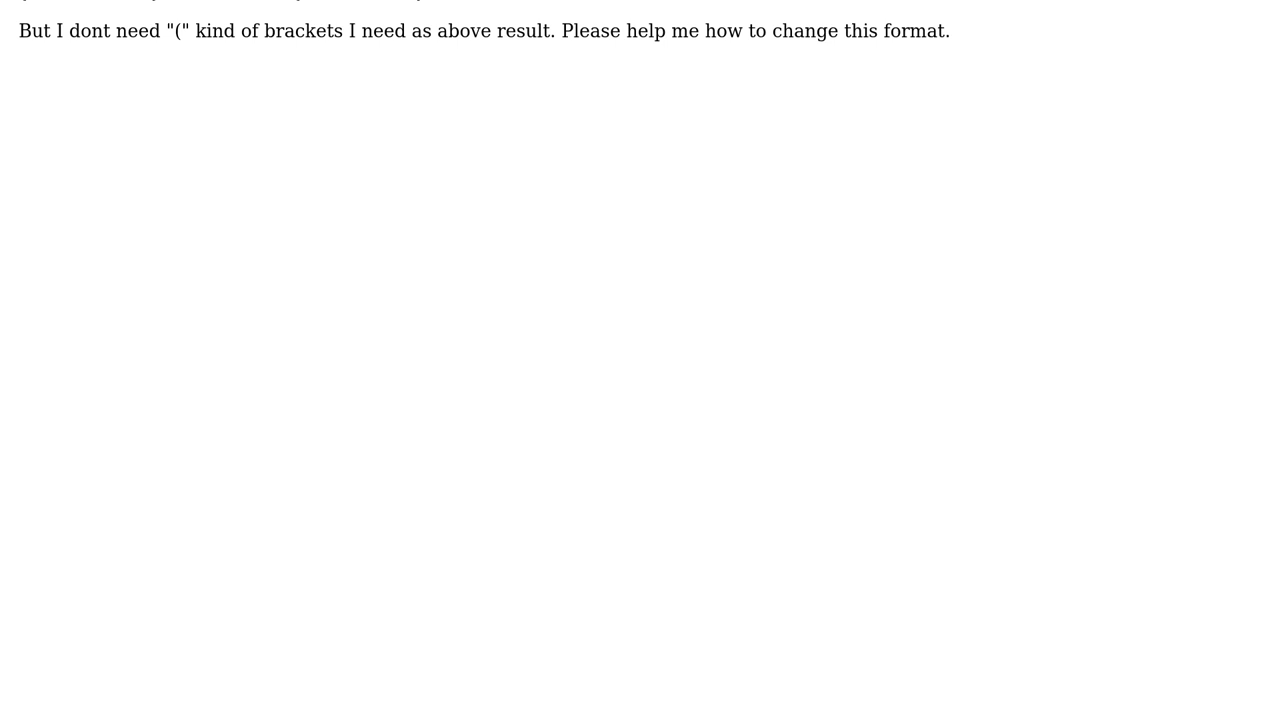 But I dont need "(" kind of brackets I need as above result. Please help me how to change this format.